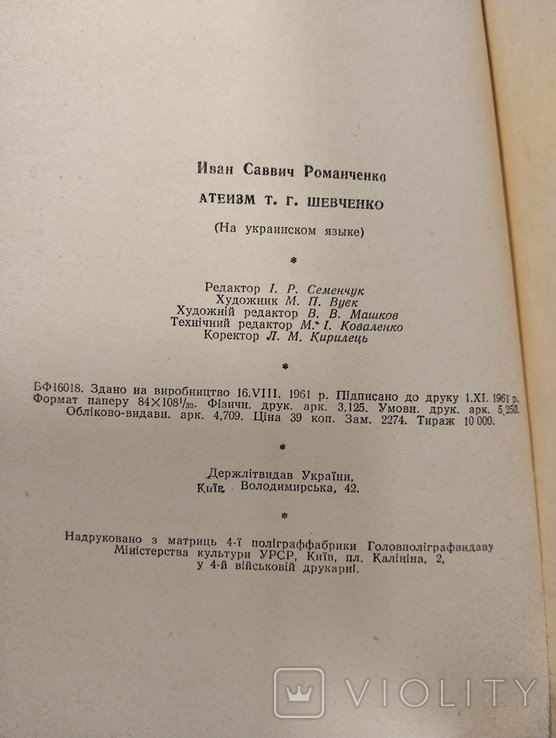 Иван Саввич Романченко
АТЕИЗМ Т. Г. ШЕВЧЕНКО
(На украинском языке)
*
Редактор І. Р. Семенчук
Художник М. П. Вуєк
Художній редактор В. В. Машков
Технічний редактор М. І. Коваленко
Коректор Л. М. Кирилець
*
БФ16018. Здано на виробництво 16.VIII. 1961 р. Підписано до друку 1.XI. 1961 р.
Формат паперу 84×108 1/32. Фізичн. друк. арк. 3,125. Умовн. друк. арк. 5,250.
Обліково-видавн. арк. 4,709. Ціна 39 коп. Зам. 2274. Тираж 10 000.
*
Держлітвидав України,
Київ. Володимирська, 42.
*
Надруковано з матриць 4-ї поліграффабрики Головполіграфвидаву
Міністерства культури УРСР, Київ, пл. Калініна, 2,
у 4-й військовій друкарні.
VIOLITY